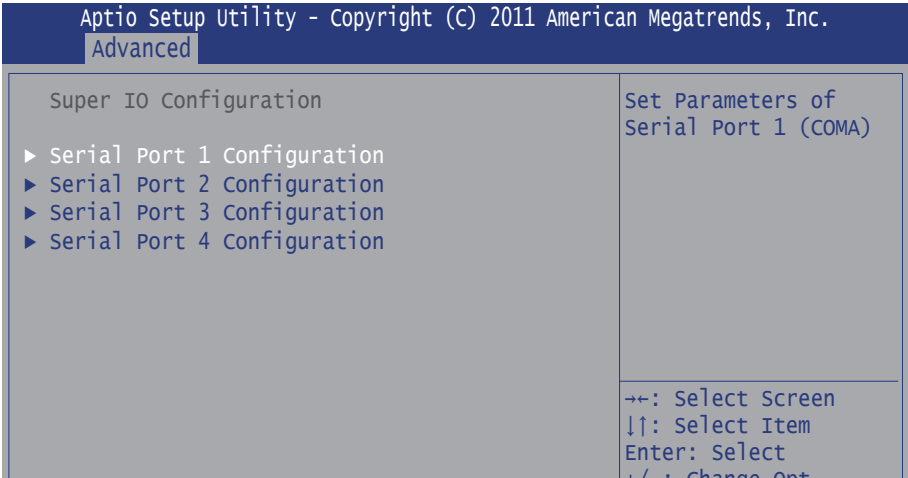 Aptio Setup Utility - Copyright (C) 2011 American Megatrends, Inc.
Advanced
Super IO Configuration
▶ Serial Port 1 Configuration
▶ Serial Port 2 Configuration
▶ Serial Port 3 Configuration
▶ Serial Port 4 Configuration
Set Parameters of
Serial Port 1 (COMA)
→←: Select Screen
↓↑: Select Item
Enter: Select
+/-: Change Opt.